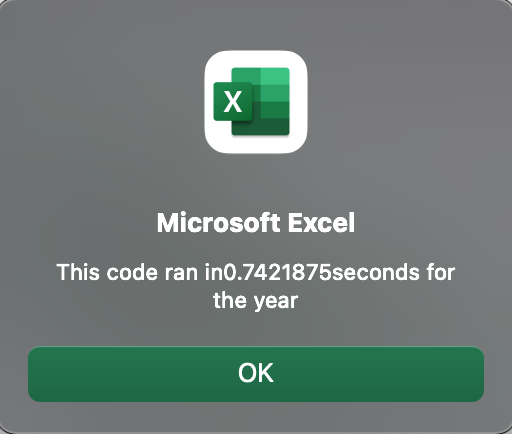 X
Microsoft Excel
This code ran in0.7421875seconds for
the year
OK